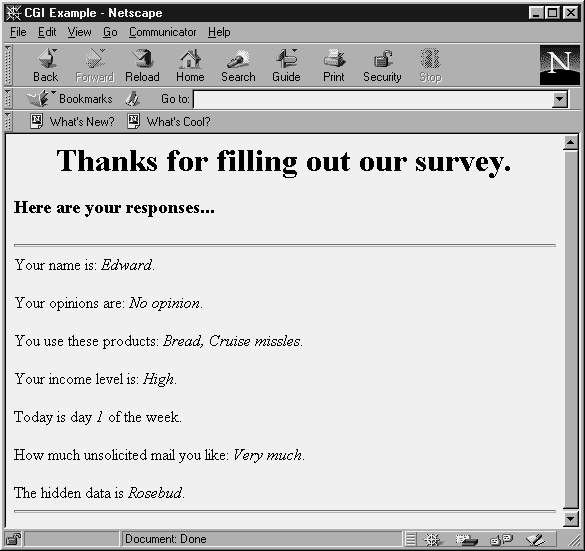 CGI Example - Netscape
File Edit View Go Communicator Help
Back Forward Reload Home Search Guide Print Security Stop
N
Bookmarks Go to:
What's New? What's Cool?
Thanks for filling out our survey.
Here are your responses...
Your name is: Edward.
Your opinions are: No opinion.
You use these products: Bread, Cruise missles.
Your income level is: High.
Today is day 1 of the week.
How much unsolicited mail you like: Very much.
The hidden data is Rosebud.
Document: Done